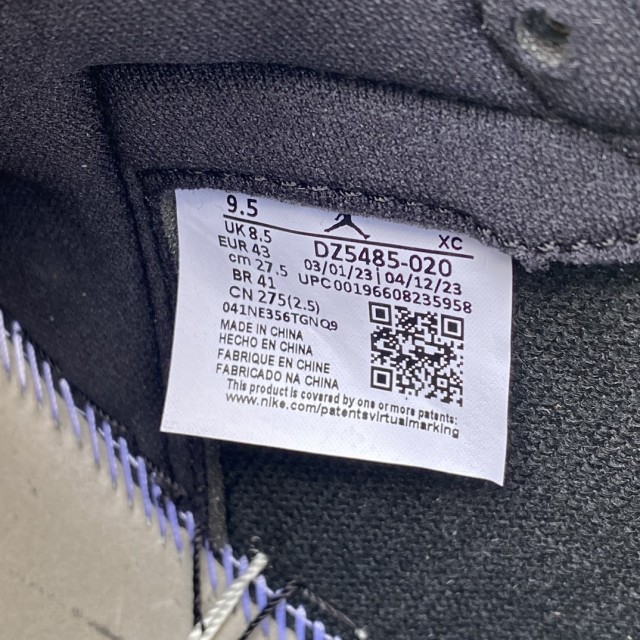 9.5
XC
UK 8.5
DZ5485-020
EUR 43
03/01/23 | 04/12/23
cm 27.5
UPC 00196608235958
BR 41
CN 275(2.5)
041NE356TGNQ9
MADE IN CHINA
HECHO EN CHINA
FABRIQUE EN CHINE
FABRICADO NA CHINA
This product is covered by one or more patents:
www.nike.com/patentsvirtualmarking